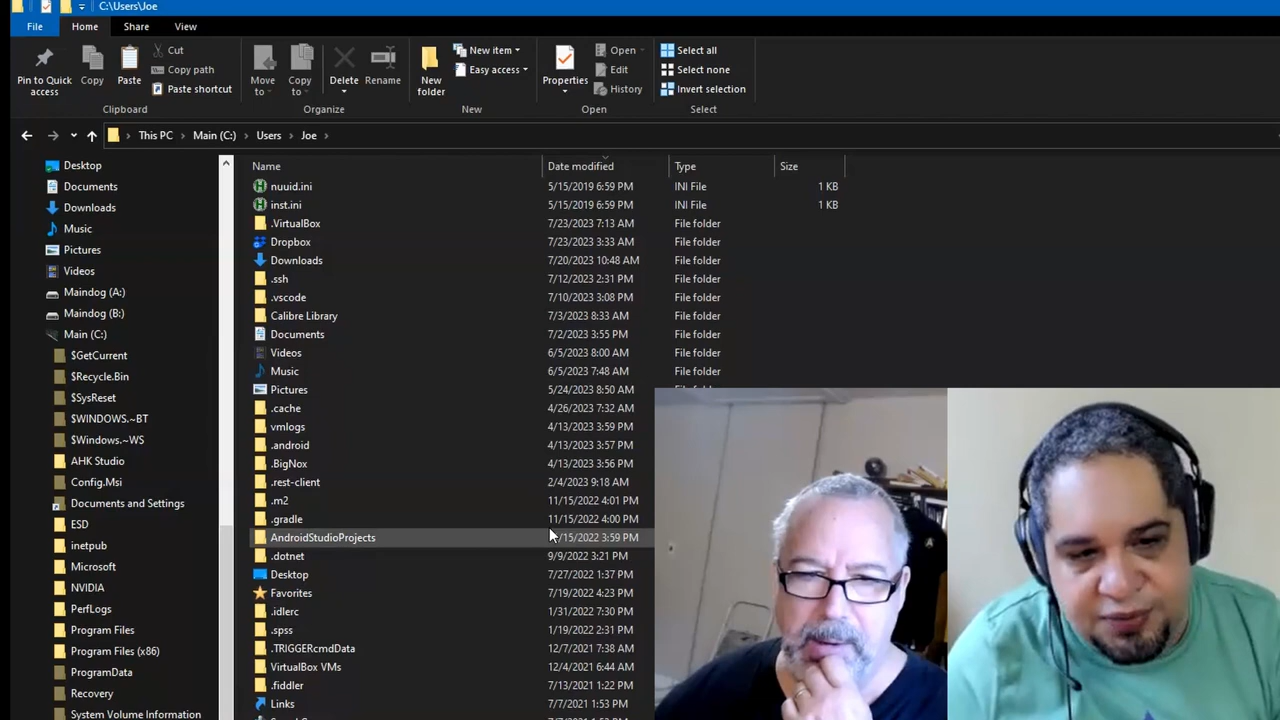 C:\Users\Joe
File Home Share View
Pin to Quick access
Copy
Paste
Cut
Copy path
Paste shortcut
Move to
Copy to
Delete
Rename
New folder
New item
Easy access
Properties
Open
Edit
History
Select all
Select none
Invert selection
Clipboard Organize New Open Select
This PC Main (C:) Users Joe
Desktop
Documents
Downloads
Music
Pictures
Videos
Maindog (A:)
Maindog (B:)
Main (C:)
$GetCurrent
$Recycle.Bin
$SysReset
$WINDOWS.~BT
$Windows.~WS
AHK Studio
Config.Msi
Documents and Settings
ESD
inetpub
Microsoft
NVIDIA
PerfLogs
Program Files
Program Files (x86)
ProgramData
Recovery
System Volume Information
Name Date modified Type Size
nuuid.ini 5/15/2019 6:59 PM INI File 1 KB
inst.ini 5/15/2019 6:59 PM INI File 1 KB
.VirtualBox 7/23/2023 7:13 AM File folder
Dropbox 7/23/2023 3:33 AM File folder
Downloads 7/20/2023 10:48 AM File folder
.ssh 7/12/2023 2:31 PM File folder
.vscode 7/10/2023 3:08 PM File folder
Calibre Library 7/3/2023 8:33 AM File folder
Documents 7/2/2023 3:55 PM File folder
Videos 6/5/2023 8:00 AM File folder
Music 6/5/2023 7:48 AM File folder
Pictures 5/24/2023 8:50 AM
.cache 4/26/2023 7:32 AM
vmlogs 4/13/2023 3:59 PM
.android 4/13/2023 3:57 PM
.BigNox 4/13/2023 3:56 PM
.rest-client 2/4/2023 9:18 AM
.m2 11/15/2022 4:01 PM
.gradle 11/15/2022 4:00 PM
AndroidStudioProjects /15/2022 3:59 PM
.dotnet 9/9/2022 3:21 PM
Desktop 7/27/2022 1:37 PM
Favorites 7/19/2022 4:23 PM
.idlerc 1/31/2022 7:30 PM
.spss 1/19/2022 2:31 PM
.TRIGGERcmdData 12/7/2021 7:38 AM
VirtualBox VMs 12/4/2021 6:44 AM
.fiddler 7/13/2021 1:22 PM
Links 7/7/2021 1:53 PM